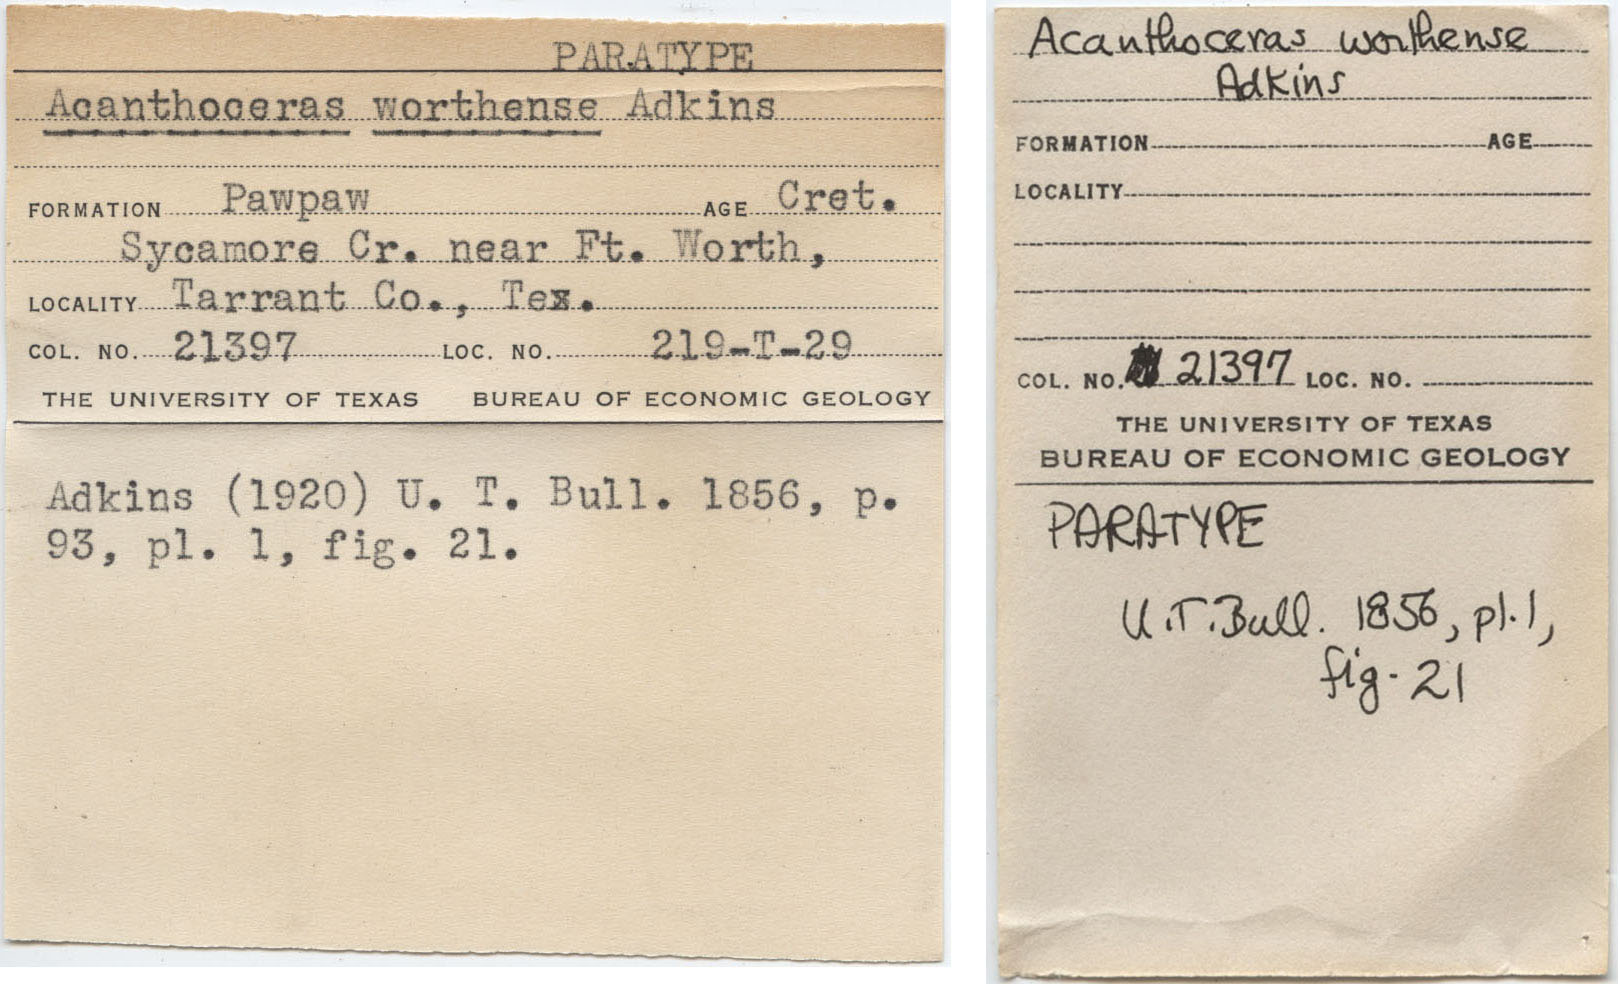 PARATYPE
Acanthoceras worthense Adkins
FORMATION Pawpaw AGE Cret.
Sycamore Cr. near Ft. Worth,
LOCALITY Tarrant Co., Tex.
COL. NO. 21397 LOC. NO. 219-T-29
THE UNIVERSITY OF TEXAS BUREAU OF ECONOMIC GEOLOGY
Adkins (1920) U. T. Bull. 1856, p.
93, pl. 1, fig. 21.
Acanthoceras worthense
Adkins
FORMATION AGE
LOCALITY
COL. NO. 21397 LOC. NO.
THE UNIVERSITY OF TEXAS
BUREAU OF ECONOMIC GEOLOGY
PARATYPE
U.T. Bull. 1856, pl. 1,
fig. 21